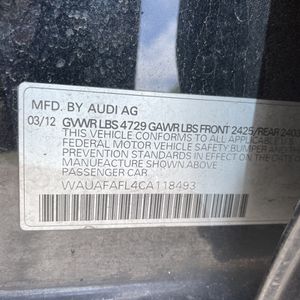 MFD. BY AUDI AG
03/12 GVWR LBS 4729 GAWR LBS FRONT 2425/REAR
THIS VEHICLE CONFORMS TO ALL APPLICABLE
FEDERAL MOTOR VEHICLE SAFETY, BUMPER, AND THEFT
PREVENTION STANDARDS IN EFFECT ON THE DATE OF
MANUFACTURE SHOWN ABOVE.
PASSENGER CAR
WAUAFAFL4CA118493